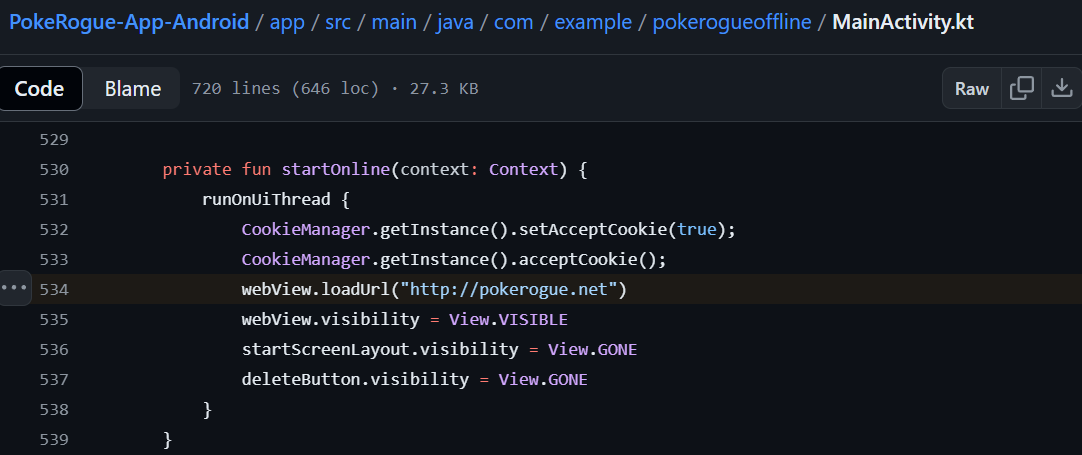 PokeRogue-App-Android / app / src / main / java / com / example / pokerogueoffline / MainActivity.kt
Code Blame 720 lines (646 loc) · 27.3 KB Raw
529
530 private fun startOnline(context: Context) {
531 runOnUiThread {
532 CookieManager.getInstance().setAcceptCookie(true);
533 CookieManager.getInstance().acceptCookie();
534 webView.loadUrl("http://pokerogue.net")
535 webView.visibility = View.VISIBLE
536 startScreenLayout.visibility = View.GONE
537 deleteButton.visibility = View.GONE
538 }
539 }